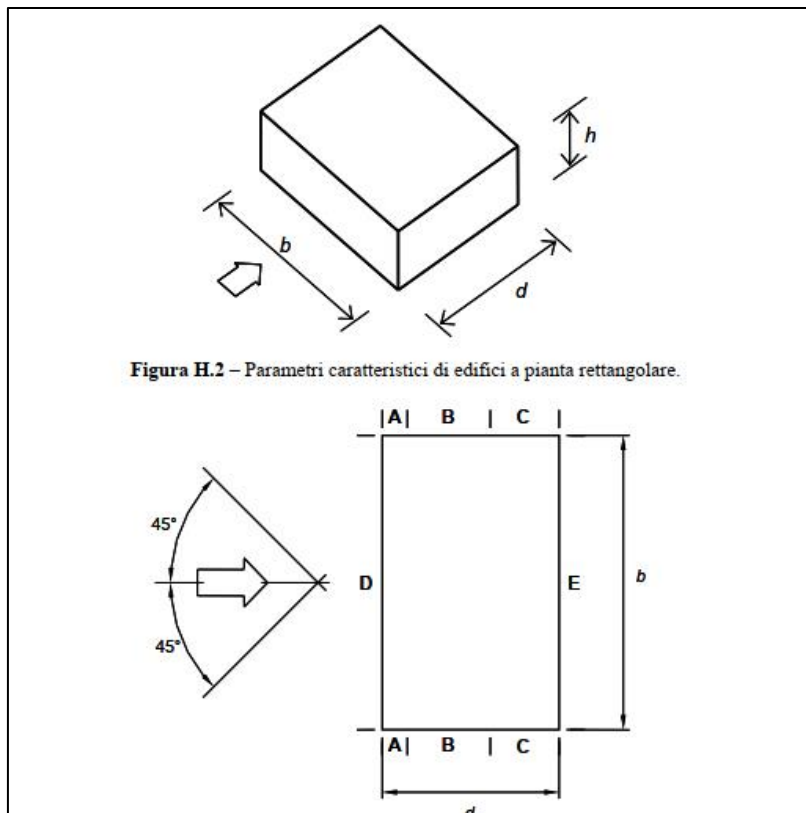 h
b
d
Figura H.2 – Parametri caratteristici di edifici a pianta rettangolare.
|A| B | C |
45°
D E b
45°
|A| B | C |
d